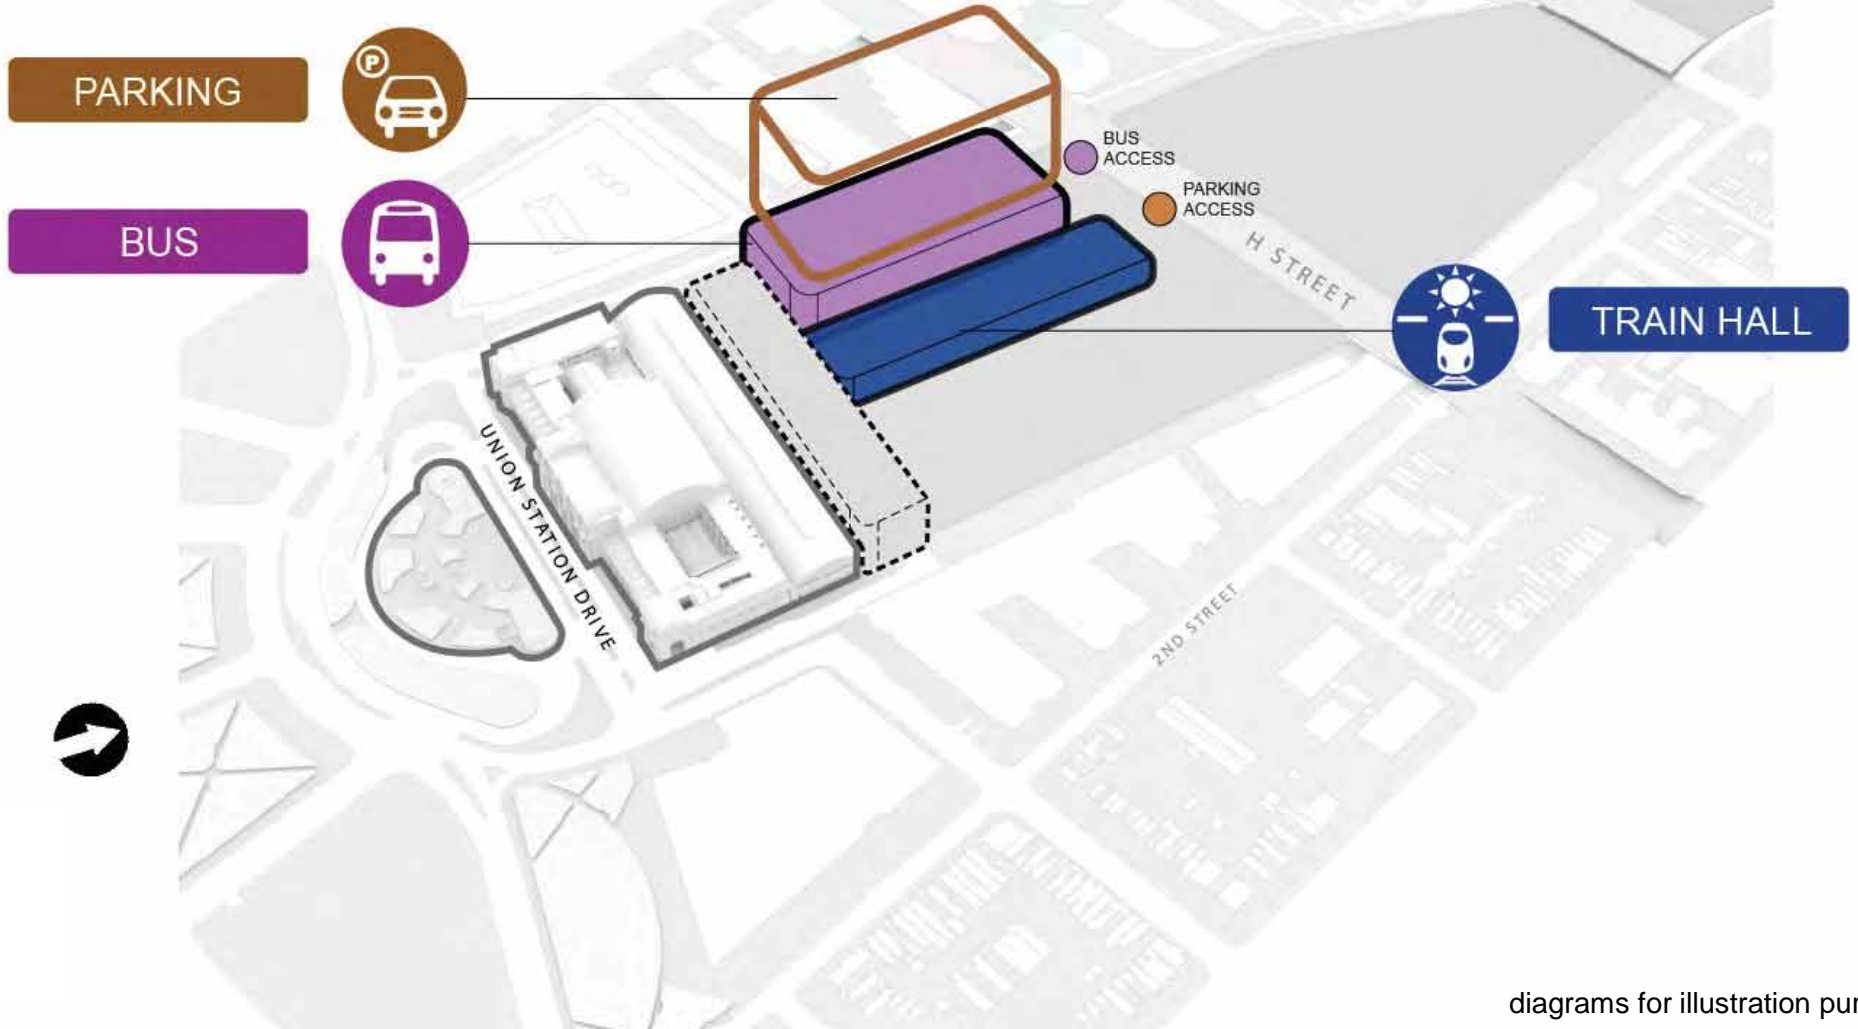 PARKING
P
BUS
ACCESS
PARKING
ACCESS
BUS
H STREET
TRAIN HALL
UNION STATION DRIVE
2ND STREET
diagrams for illustration pur